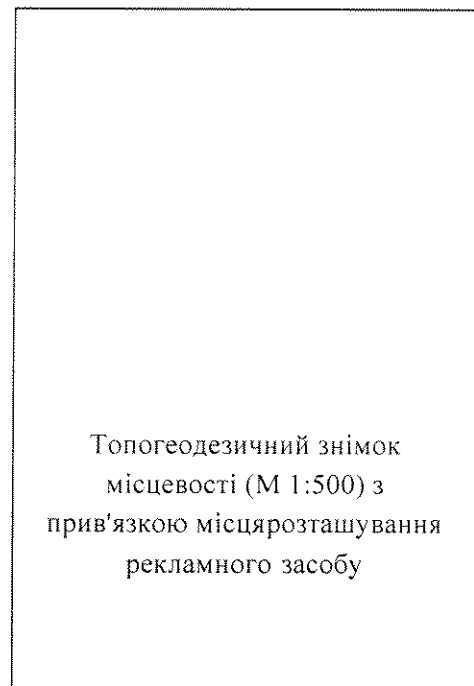 Топогеодезичний знімок
місцевості (М 1:500) з
прив'язкою місцярозташування
рекламного засобу